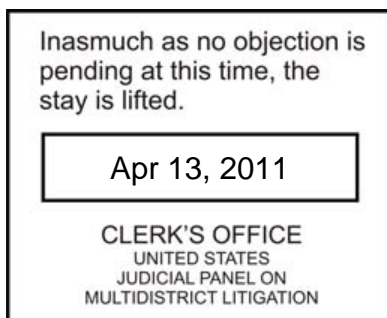 Inasmuch as no objection is
pending at this time, the
stay is lifted.
Apr 13, 2011
CLERK'S OFFICE
UNITED STATES
JUDICIAL PANEL ON
MULTIDISTRICT LITIGATION